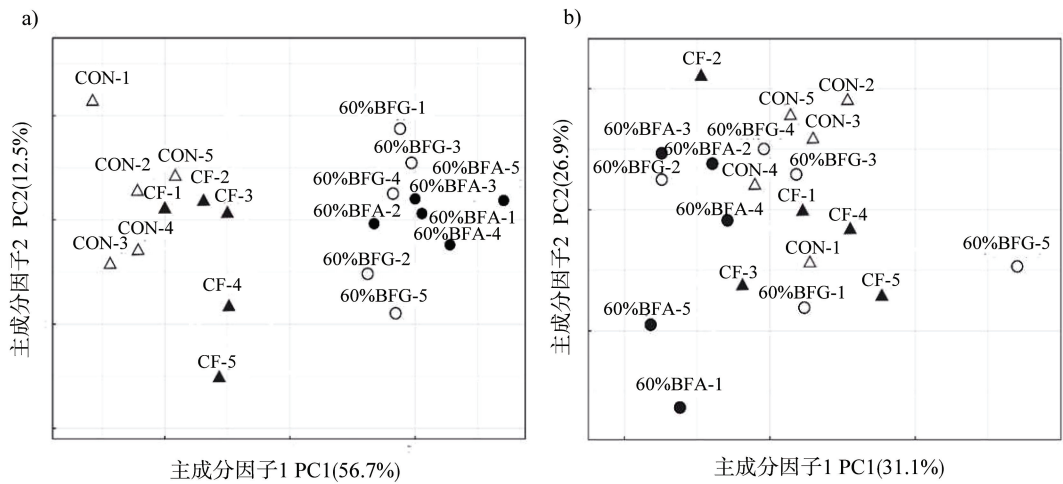 a)
CON-1
60%BFG-1
60%BFG-3
CON-2
CON-5
60%BFA-5
CF-1
CF-2
CF-3
60%BFG-4
60%BFA-3
60%BFA-2
60%BFA-1
60%BFA-4
CON-3
CON-4
60%BFG-2
CF-4
60%BFG-5
CF-5
主成分因子2 PC2(12.5%)
主成分因子1 PC1(56.7%)
b)
CF-2
CON-2
CON-5
60%BFA-3
60%BFG-4
CON-3
60%BFA-2
60%BFG-2
CON-4
60%BFG-3
CF-1
60%BFA-4
CF-4
CON-1
60%BFG-5
CF-3
CF-5
60%BFG-1
60%BFA-5
60%BFA-1
主成分因子2 PC2(26.9%)
主成分因子1 PC1(31.1%)